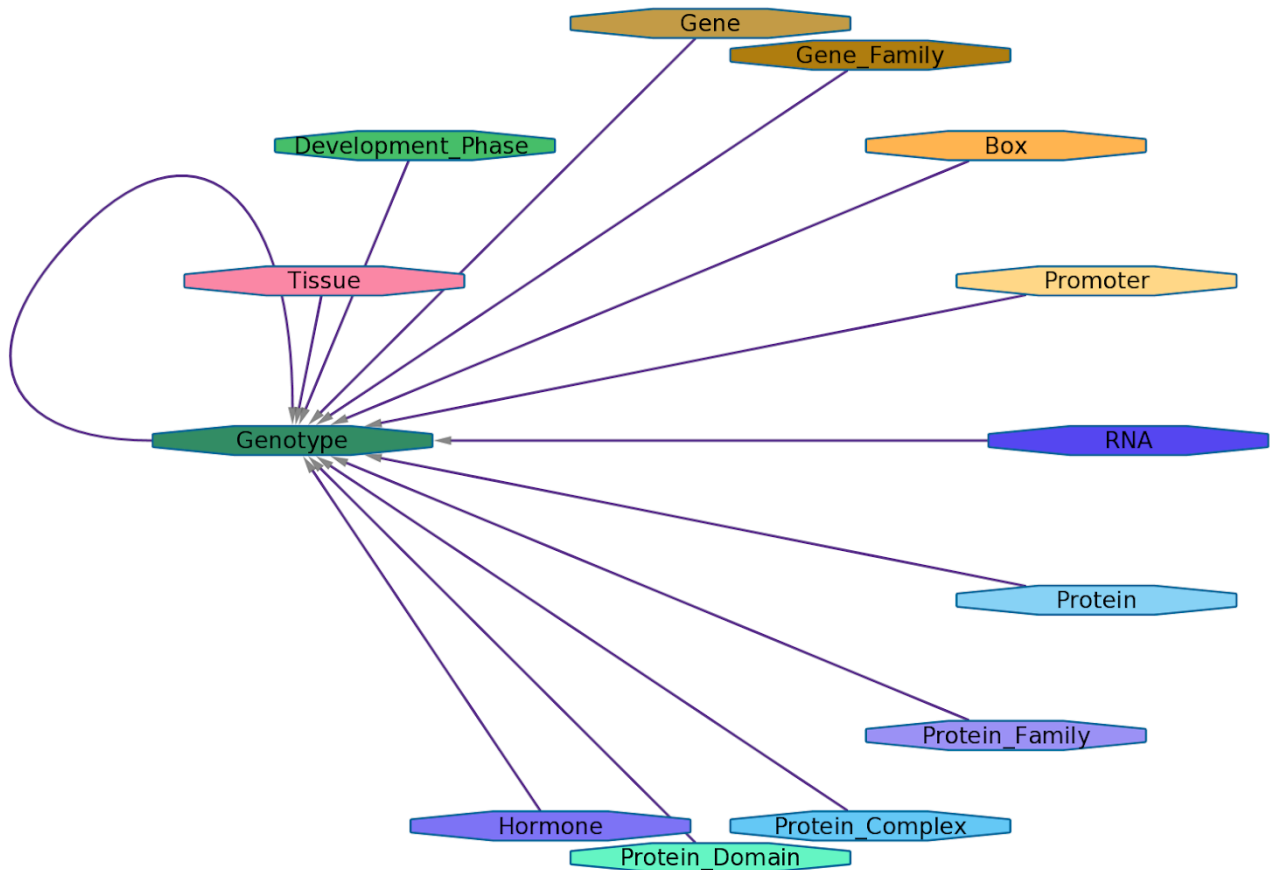 Gene
Gene_Family
Development_Phase
Box
Tissue
Promoter
Genotype
RNA
Protein
Protein_Family
Hormone
Protein_Complex
Protein_Domain